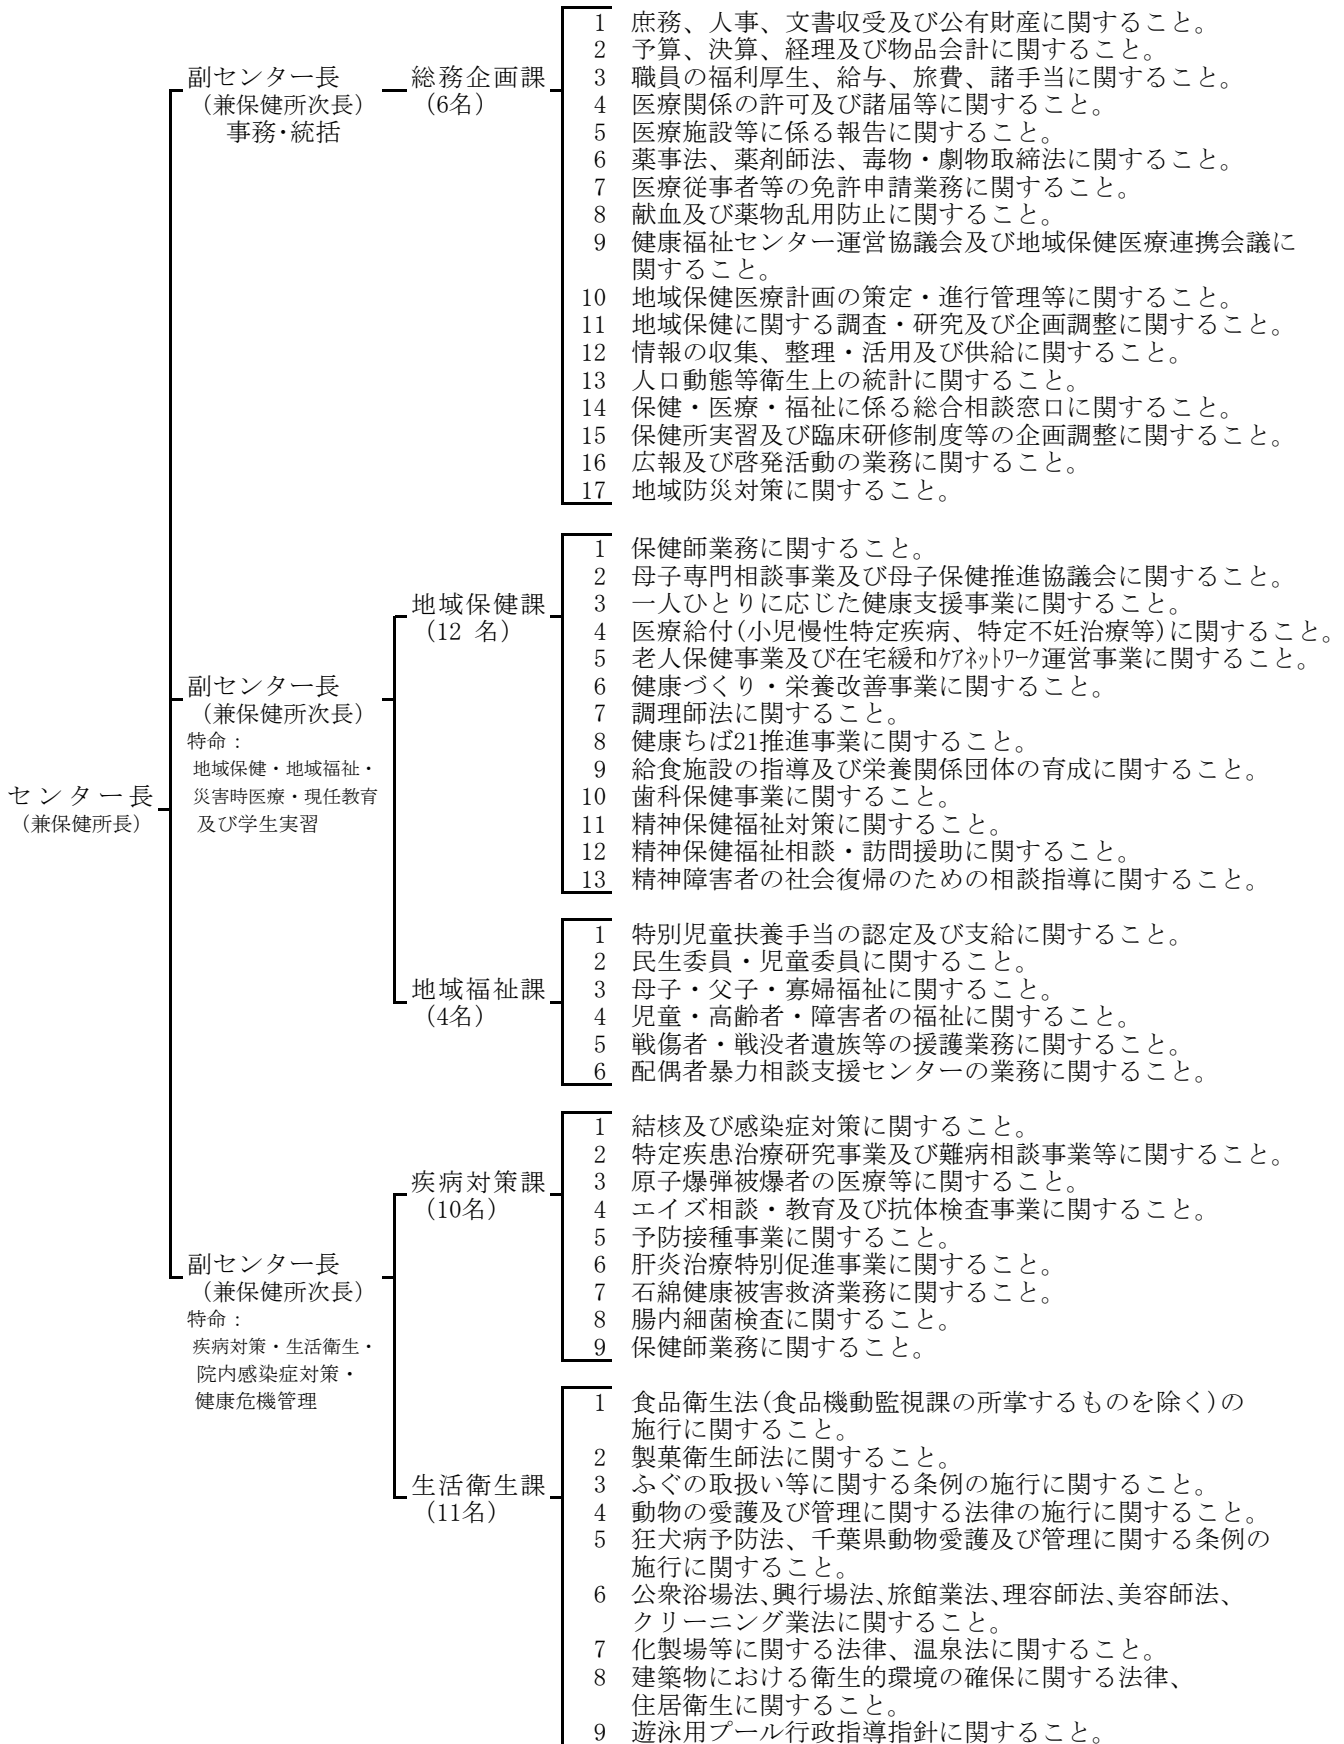 センター長
(兼保健所長)
副センター長
(兼保健所次長)
事務・統括
総務企画課
(6名)
1 庶務、人事、文書収受及び公有財産に関すること。
2 予算、決算、経理及び物品会計に関すること。
3 職員の福利厚生、給与、旅費、諸手当に関すること。
4 医療関係の許可及び諸届等に関すること。
5 医療施設等に係る報告に関すること。
6 薬事法、薬剤師法、毒物・劇物取締法に関すること。
7 医療従事者等の免許申請業務に関すること。
8 献血及び薬物乱用防止に関すること。
9 健康福祉センター運営協議会及び地域保健医療連携会議に
関すること。
10 地域保健医療計画の策定・進行管理等に関すること。
11 地域保健に関する調査・研究及び企画調整に関すること。
12 情報の収集、整理・活用及び供給に関すること。
13 人口動態等衛生上の統計に関すること。
14 保健・医療・福祉に係る総合相談窓口に関すること。
15 保健所実習及び臨床研修制度等の企画調整に関すること。
16 広報及び啓発活動の業務に関すること。
17 地域防災対策に関すること。
副センター長
(兼保健所次長)
特命：
地域保健・地域福祉・
災害時医療・現任教育
及び学生実習
地域保健課
(12 名)
1 保健師業務に関すること。
2 母子専門相談事業及び母子保健推進協議会に関すること。
3 一人ひとりに応じた健康支援事業に関すること。
4 医療給付(小児慢性特定疾病、特定不妊治療等)に関すること。
5 老人保健事業及び在宅緩和ｹｱﾈｯﾄﾜｰｸ運営事業に関すること。
6 健康づくり・栄養改善事業に関すること。
7 調理師法に関すること。
8 健康ちば21推進事業に関すること。
9 給食施設の指導及び栄養関係団体の育成に関すること。
10 歯科保健事業に関すること。
11 精神保健福祉対策に関すること。
12 精神保健福祉相談・訪問援助に関すること。
13 精神障害者の社会復帰のための相談指導に関すること。
地域福祉課
(4名)
1 特別児童扶養手当の認定及び支給に関すること。
2 民生委員・児童委員に関すること。
3 母子・父子・寡婦福祉に関すること。
4 児童・高齢者・障害者の福祉に関すること。
5 戦傷者・戦没者遺族等の援護業務に関すること。
6 配偶者暴力相談支援センターの業務に関すること。
副センター長
(兼保健所次長)
特命：
疾病対策・生活衛生・
院内感染症対策・
健康危機管理
疾病対策課
(10名)
1 結核及び感染症対策に関すること。
2 特定疾患治療研究事業及び難病相談事業等に関すること。
3 原子爆弾被爆者の医療等に関すること。
4 エイズ相談・教育及び抗体検査事業に関すること。
5 予防接種事業に関すること。
6 肝炎治療特別促進事業に関すること。
7 石綿健康被害救済業務に関すること。
8 腸内細菌検査に関すること。
9 保健師業務に関すること。
生活衛生課
(11名)
1 食品衛生法(食品機動監視課の所掌するものを除く)の
施行に関すること。
2 製菓衛生師法に関すること。
3 ふぐの取扱い等に関する条例の施行に関すること。
4 動物の愛護及び管理に関する法律の施行に関すること。
5 狂犬病予防法、千葉県動物愛護及び管理に関する条例の
施行に関すること。
6 公衆浴場法､興行場法､旅館業法､理容師法､美容師法､
クリーニング業法に関すること。
7 化製場等に関する法律、温泉法に関すること。
8 建築物における衛生的環境の確保に関する法律、
住居衛生に関すること。
9 遊泳用プール行政指導指針に関すること。